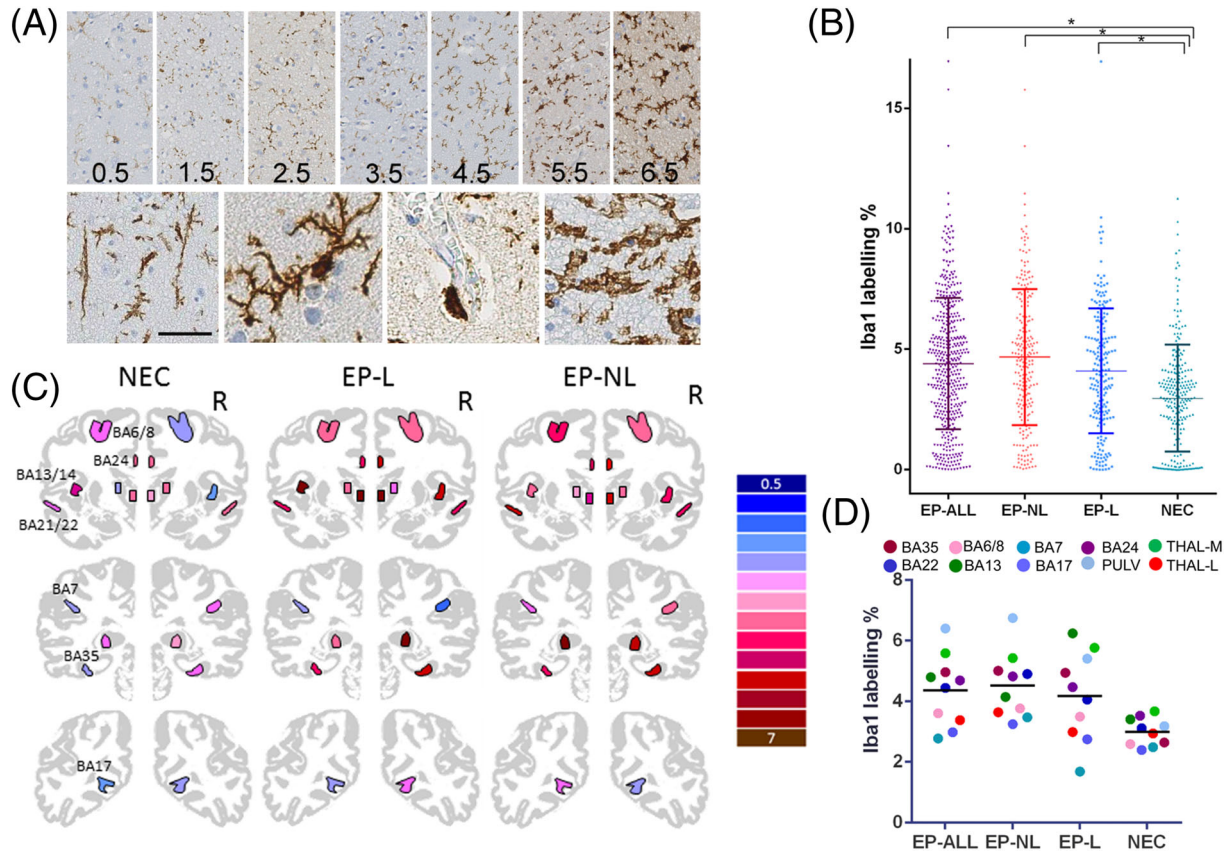 (A)
0.5 1.5 2.5 3.5 4.5 5.5 6.5
(B)
* * *
Iba1 labelling %
15
10
5
0
EP-ALL EP-NL EP-L NEC
(C)
NEC EP-L EP-NL
R R R
BA6/8
BA24
BA13/14
BA21/22
BA7
BA35
BA17
0.5
7
(D)
BA35 BA6/8 BA7 BA24 THAL-M
BA22 BA13 BA17 PULV THAL-L
Iba1 labelling %
8
6
4
2
0
EP-ALL EP-NL EP-L NEC